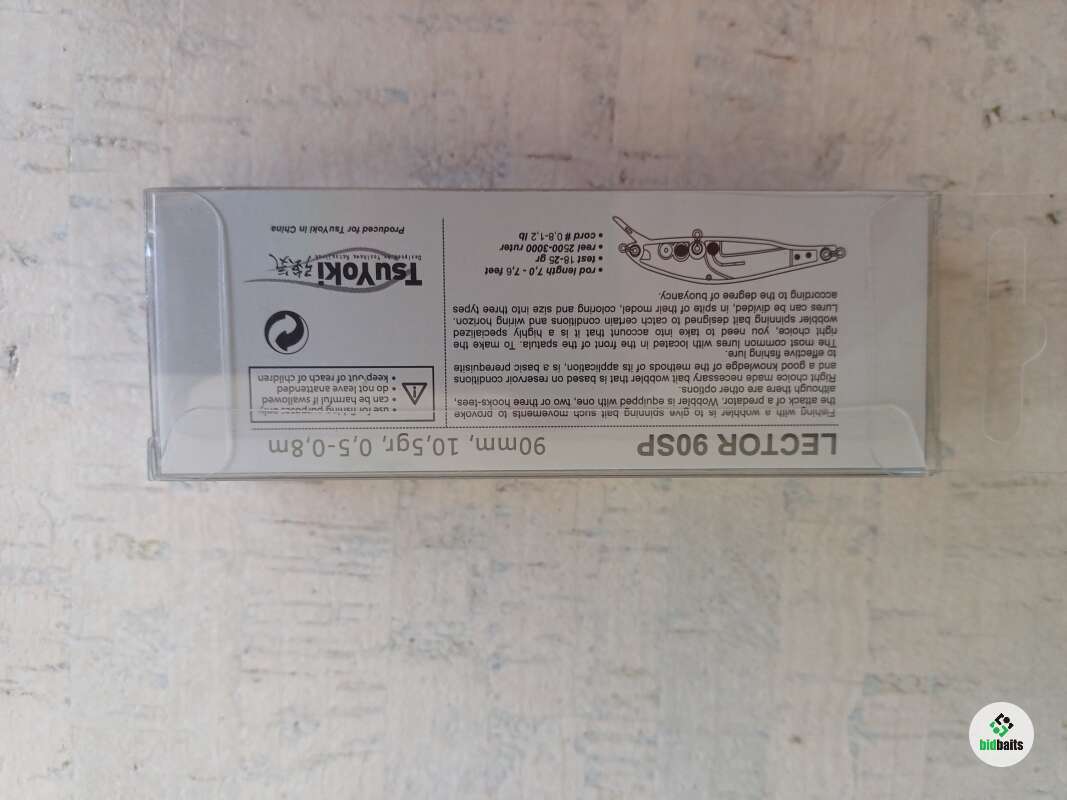 LECTOR 90SP 90mm, 10,5gr, 0,5-0,8m
Fishing with a wobbler is to give spinning bait such movements to provoke
the attack of a predator. Wobbler is equipped with one, two or three hooks-tees,
although there are other options.
Right choice made necessary bait wobbler that is based on reservoir conditions
and a good knowledge of the methods of its application, is a basic prerequisite
to effective fishing lure.
The most common lures with located in the front of the spatula. To make the
right choice, you need to take into account that it is a highly specialized
wobbler spinning bait designed to catch certain conditions and wiring horizon.
Lures can be divided, in spite of their model, coloring and size into three types
according to the degree of buoyancy.
• rod length 7,0 - 7,6 feet
• test 18-25 gr
• reel 2500-3000 ruter
• cord # 0,8-1,2 lb
• use for fishing purposes only
• can be harmful if swallowed
• do not leave unattended
• keep out of reach of children
TsuYoki
Produced for TsuYoki in China
bidbaits